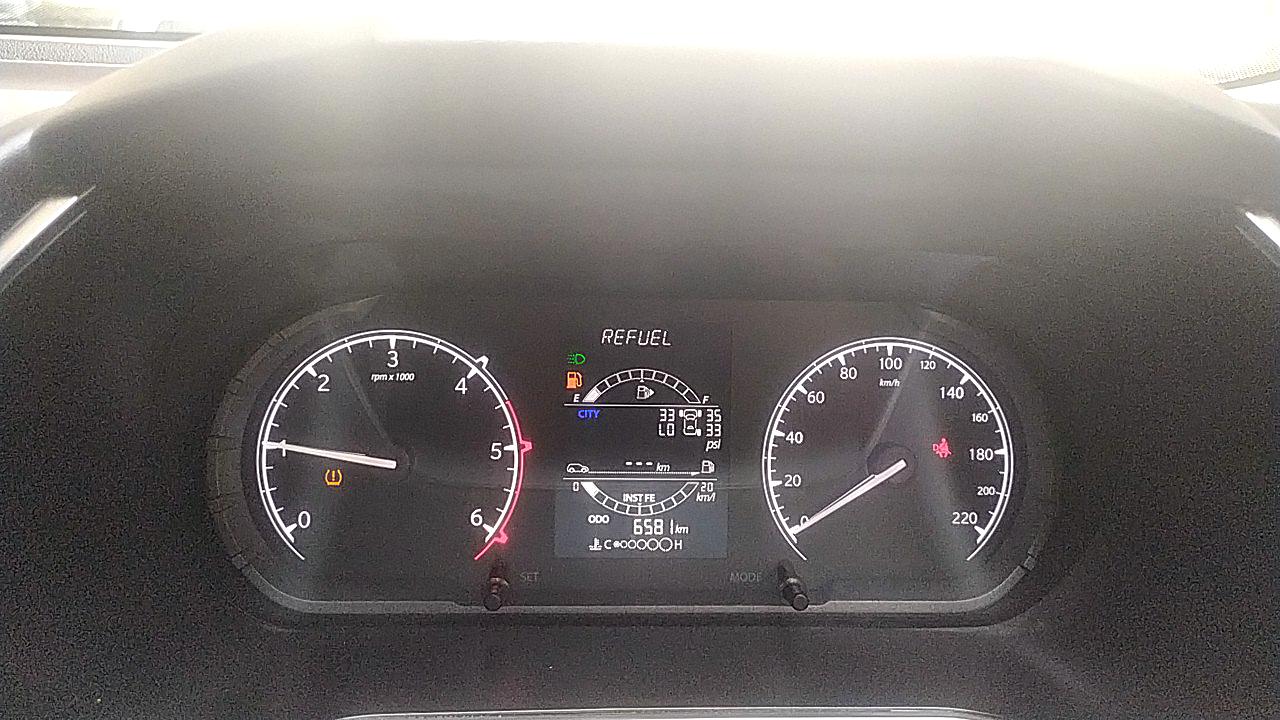 REFUEL
E F
CITY
33 35
LO 33
psi
--- km
0 20
INST FE km/l
ODO
6581 km
C H
0 1 2 3 4 5 6
rpm x 1000
0 20 40 60 80 100 120 140 160 180 200 220
km/h
SET
MODE